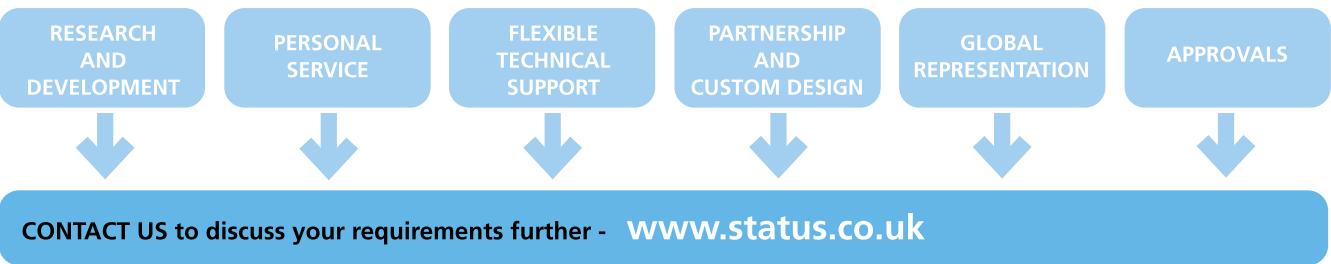 RESEARCH
AND
DEVELOPMENT
PERSONAL
SERVICE
FLEXIBLE
TECHNICAL
SUPPORT
PARTNERSHIP
AND
CUSTOM DESIGN
GLOBAL
REPRESENTATION
APPROVALS
CONTACT US to discuss your requirements further - www.status.co.uk